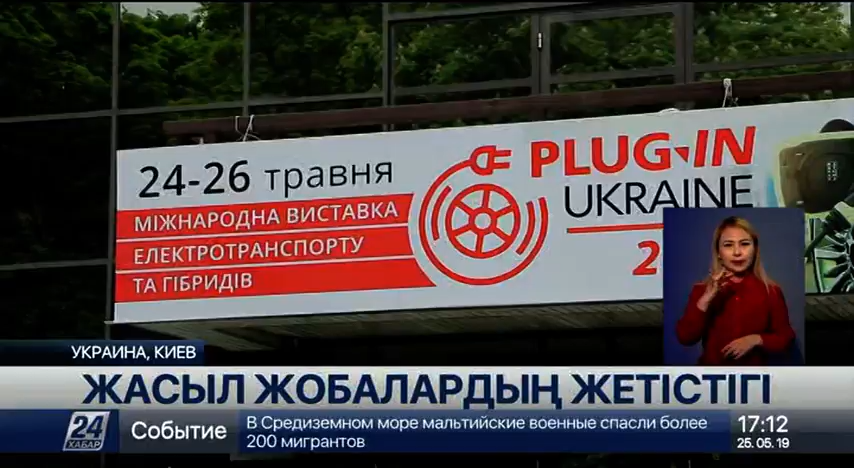 24-26 травня
МІЖНАРОДНА ВИСТАВКА
ЕЛЕКТРОТРАНСПОРТУ
ТА ГІБРИДІВ
PLUG-IN
UKRAINE
2
УКРАИНА, КИЕВ
ЖАСЫЛ ЖОБАЛАРДЫҢ ЖЕТІСТІГІ
24
ХАБАР
Событие
В Средиземном море мальтийские военные спасли более
200 мигрантов
17:12
25.05.19